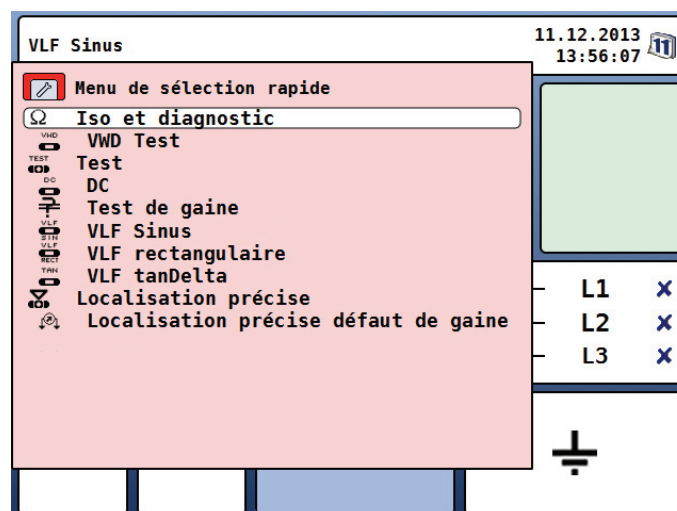 VLF Sinus
11.12.2013
13:56:07
11
Menu de sélection rapide
Ω Iso et diagnostic
VHD
VWD Test
TEST
Test
DC
DC
Test de gaine
VLF
SIN
VLF Sinus
VLF
RECT
VLF rectangulaire
TAN
VLF tanDelta
Localisation précise
Localisation précise défaut de gaine
L1
L2
L3